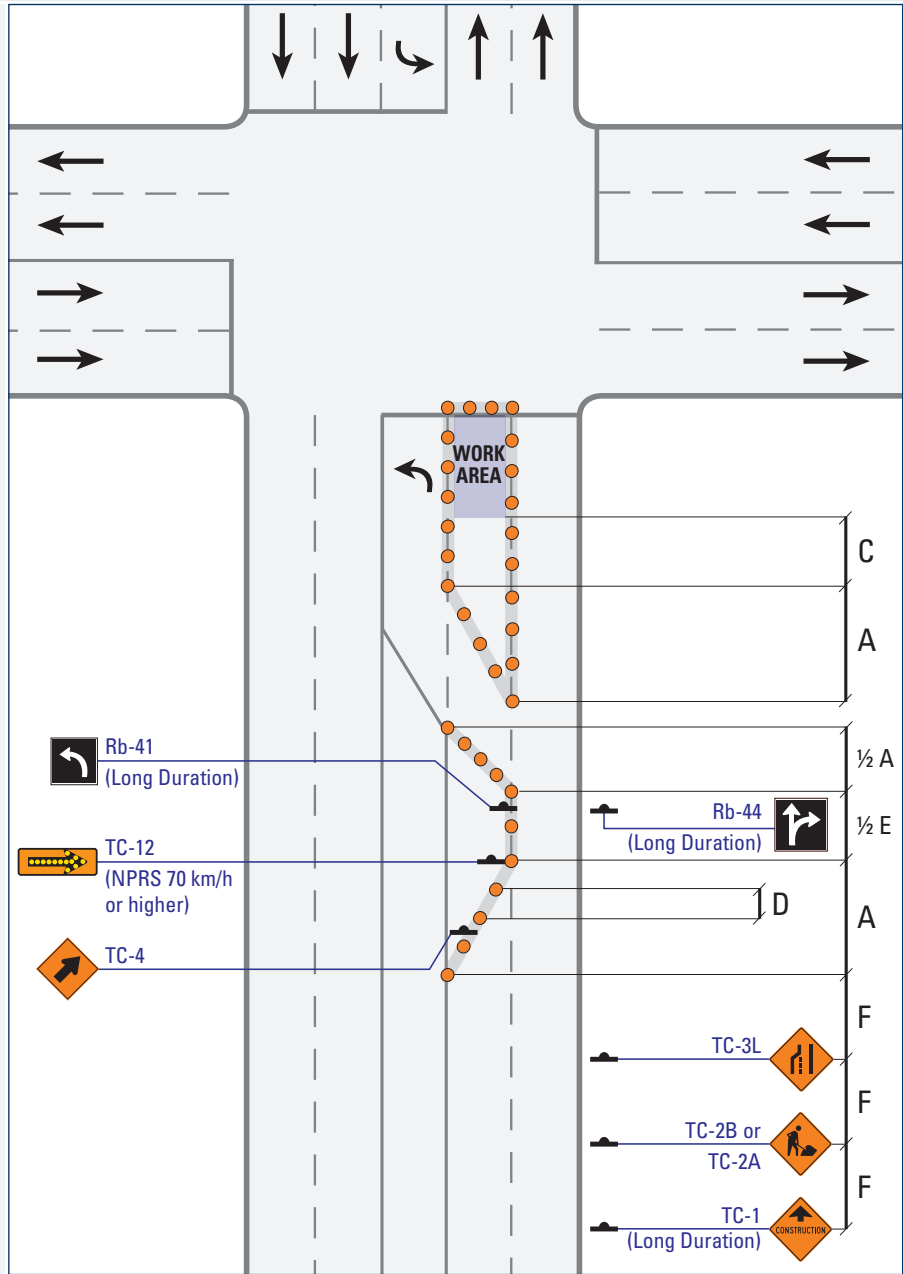 WORK
AREA
C
A
Rb-41
(Long Duration)
½ A
Rb-44
(Long Duration)
½ E
TC-12
(NPRS 70 km/h
or higher)
D
A
TC-4
F
TC-3L
F
TC-2B or
TC-2A
F
TC-1
(Long Duration)
CONSTRUCTION